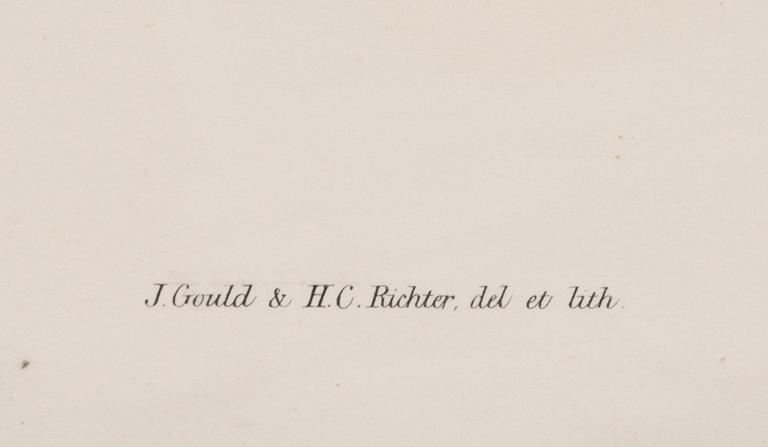 J. Gould & H. C. Richter, del et lith.